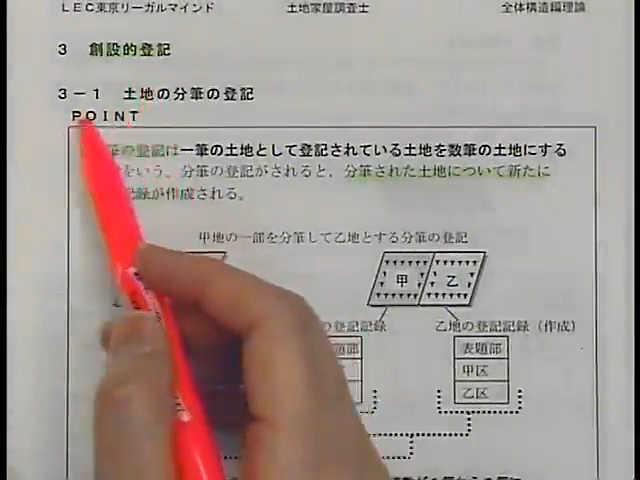 LEC東京リーガルマインド 土地家屋調査士 全体構造編理論
3 創設的登記
3－1 土地の分筆の登記
POINT
筆の登記は一筆の土地として登記されている土地を数筆の土地にする
をいう。分筆の登記がされると、分筆された土地について新たに
記録が作成される。
甲地の一部を分筆して乙地とする分筆の登記
甲 乙
の登記記録 乙地の登記記録（作成）
題部 表題部
甲区
乙区